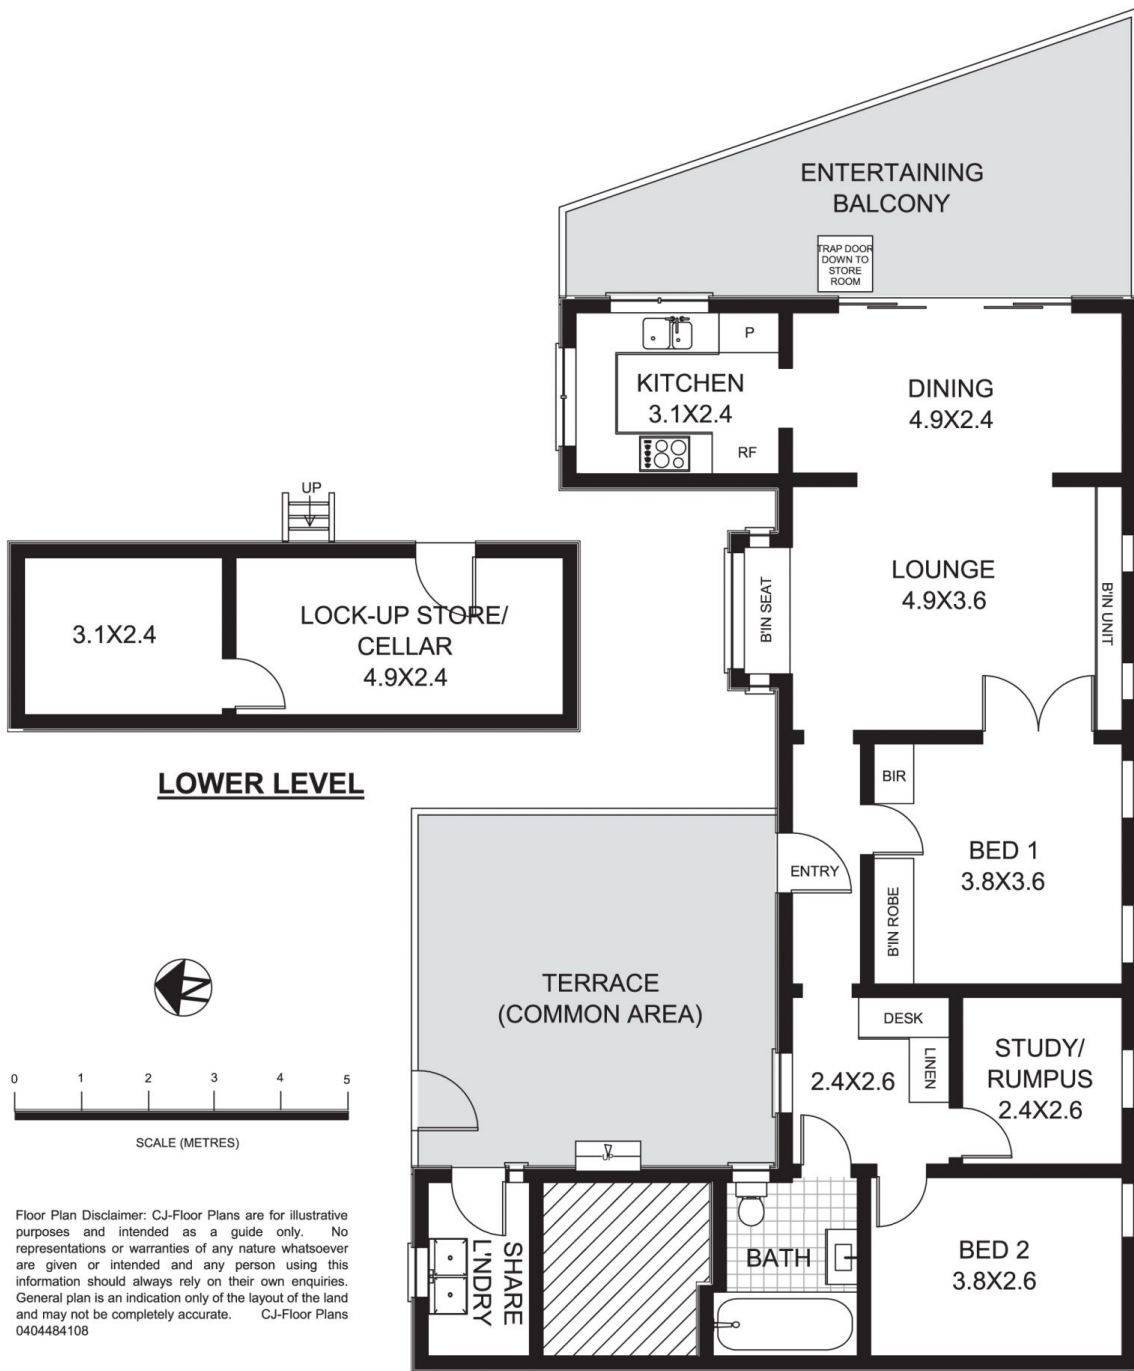 ENTERTAINING
BALCONY
TRAP DOOR
DOWN TO
STORE
ROOM
P
KITCHEN
3.1X2.4
RF
DINING
4.9X2.4
UP
LOUNGE
4.9X3.6
B'IN SEAT
B'IN UNIT
3.1X2.4
LOCK-UP STORE/
CELLAR
4.9X2.4
LOWER LEVEL
BIR
ENTRY
BED 1
3.8X3.6
B'IN ROBE
N
TERRACE
(COMMON AREA)
DESK
LINEN
2.4X2.6
STUDY/
RUMPUS
2.4X2.6
0 1 2 3 4 5
SCALE (METRES)
UP
SHARE
L'NDRY
BATH
BED 2
3.8X2.6
Floor Plan Disclaimer: CJ-Floor Plans are for illustrative
purposes and intended as a guide only. No
representations or warranties of any nature whatsoever
are given or intended and any person using this
information should always rely on their own enquiries.
General plan is an indication only of the layout of the land
and may not be completely accurate. CJ-Floor Plans
0404484108